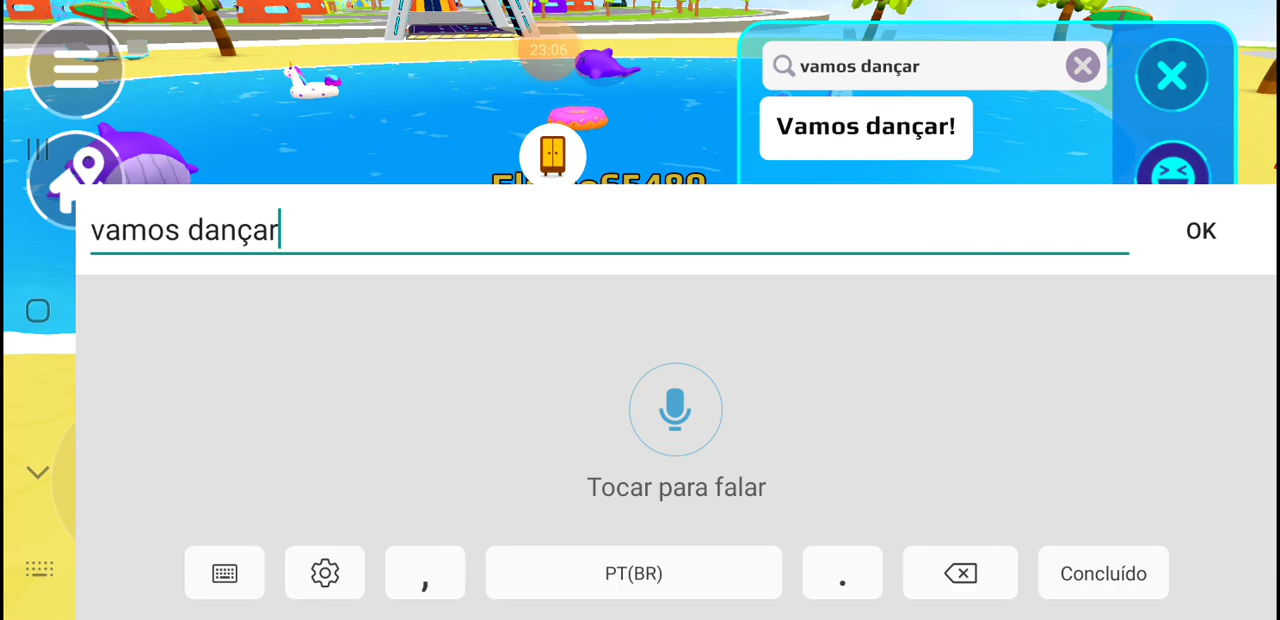 23:06
vamos dançar
Vamos dançar!
vamos dançar
OK
Tocar para falar
,
PT(BR)
.
Concluído